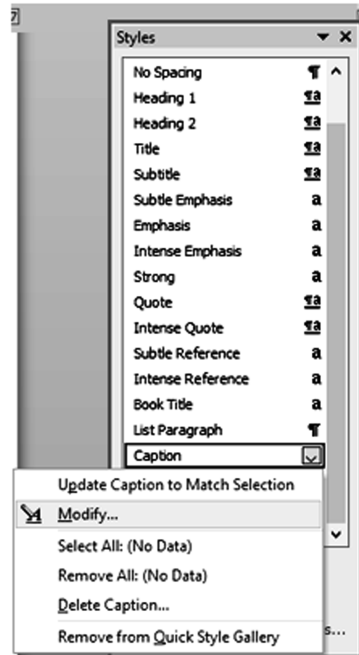 7
Styles
No Spacing ¶
Heading 1 ¶a
Heading 2 ¶a
Title ¶a
Subtitle ¶a
Subtle Emphasis a
Emphasis a
Intense Emphasis a
Strong a
Quote ¶a
Intense Quote ¶a
Subtle Reference a
Intense Reference a
Book Title a
List Paragraph ¶
Caption
Update Caption to Match Selection
Modify...
Select All: (No Data)
Remove All: (No Data)
Delete Caption...
Remove from Quick Style Gallery
s...